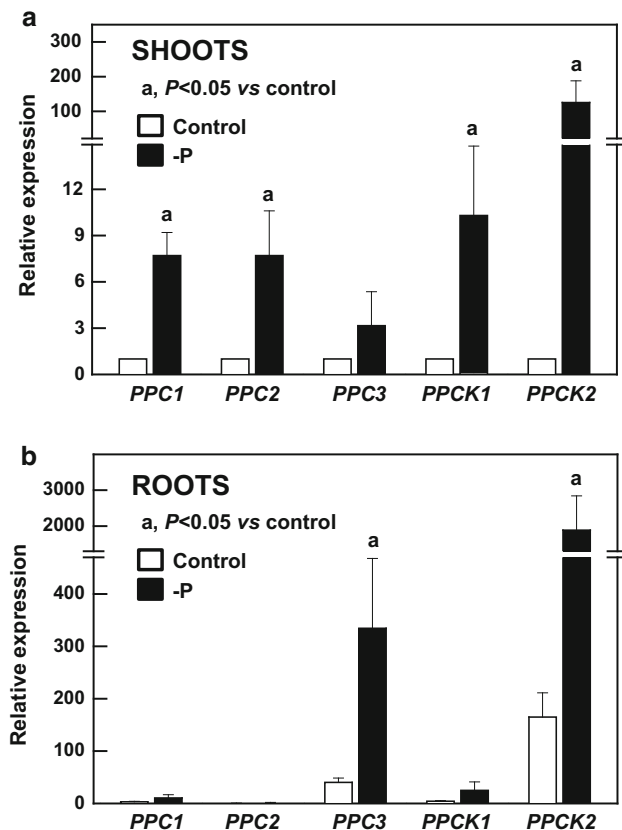 a
300
SHOOTS
200
a, P<0.05 vs control
a
100
Control
a
-P
12
a
a
9
6
3
0
Relative expression
PPC1 PPC2 PPC3 PPCK1 PPCK2
b
3000
ROOTS
a
2000
a, P<0.05 vs control
a
Control
-P
400
300
200
100
0
Relative expression
PPC1 PPC2 PPC3 PPCK1 PPCK2